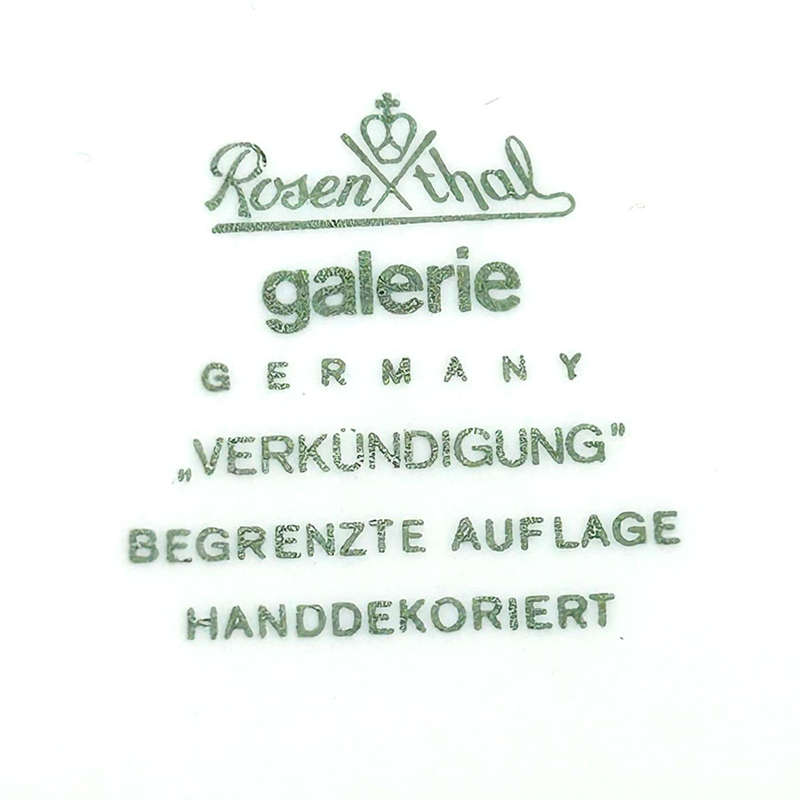 Rosenthal
galerie
GERMANY
„VERKÜNDIGUNG”
BEGRENZTE AUFLAGE
HANDDEKORIERT